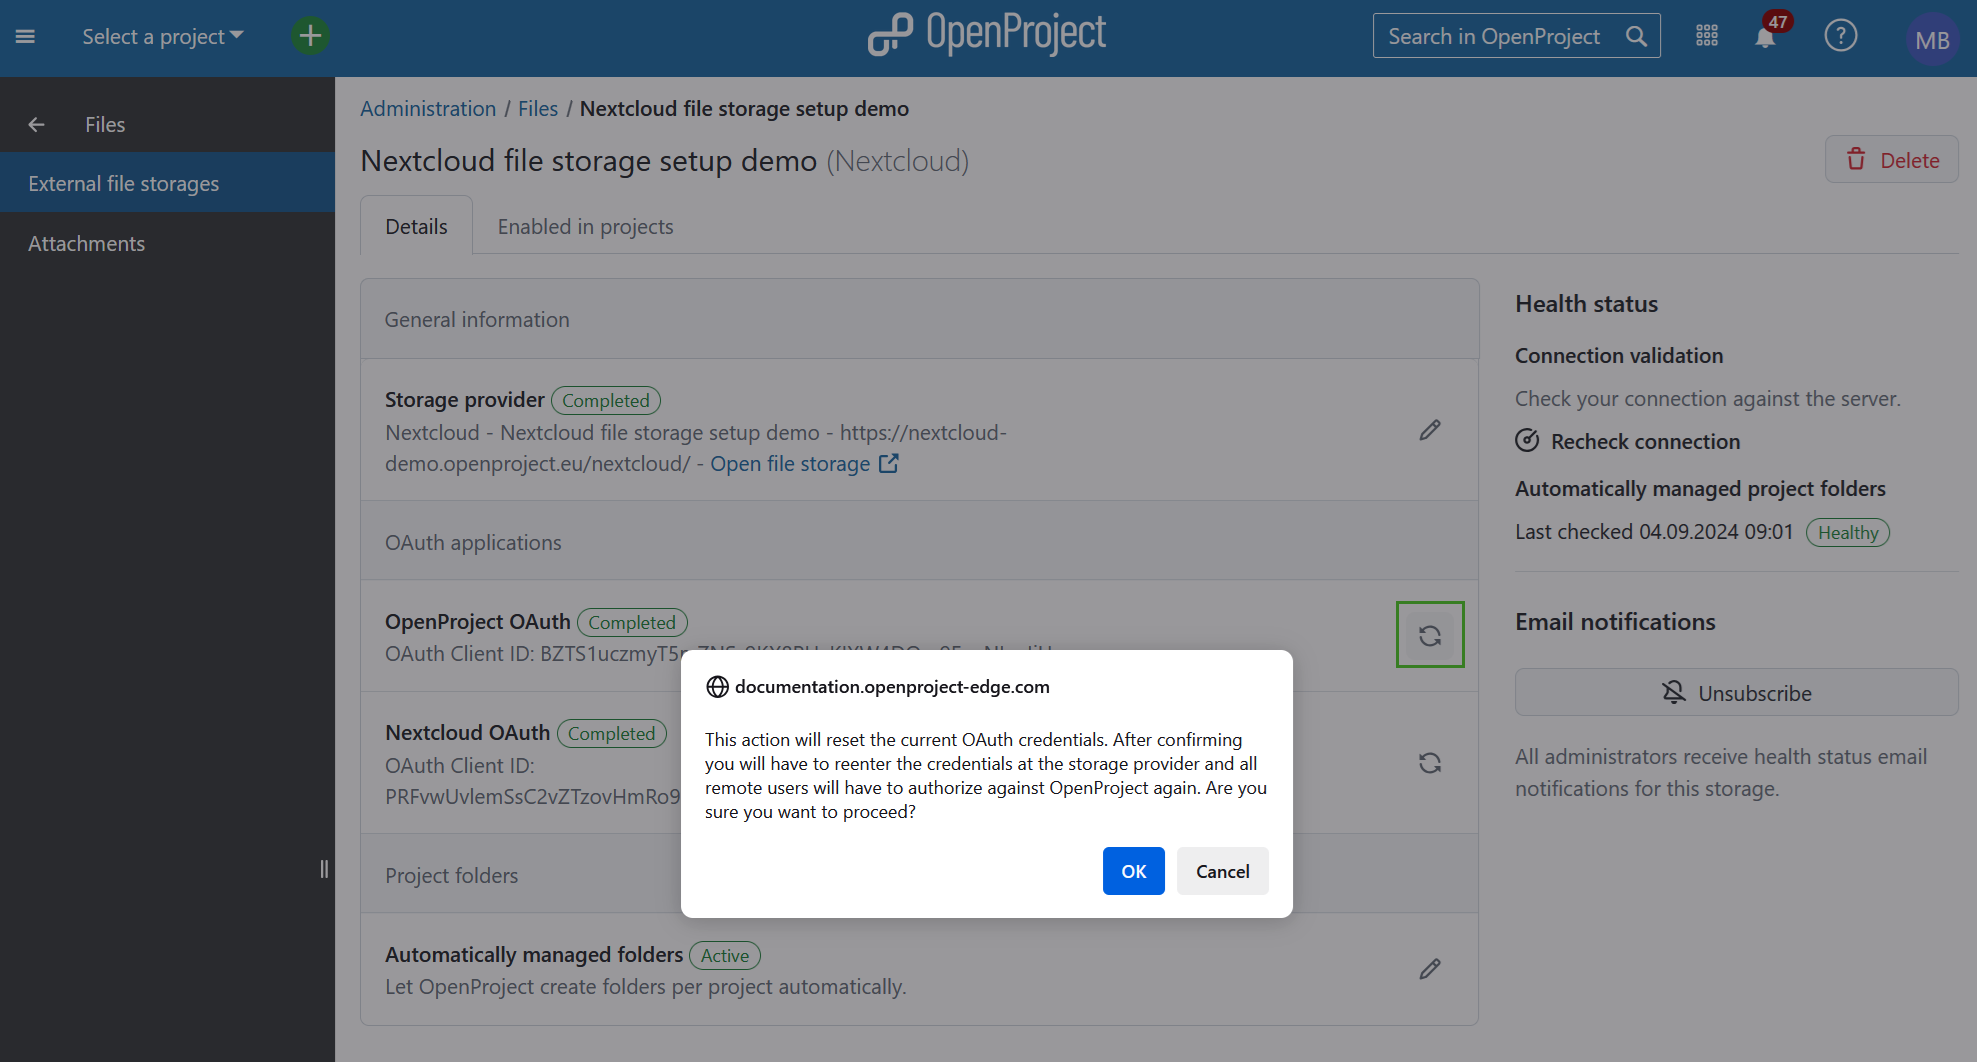 Select a project
OpenProject
Search in OpenProject
47
MB
Files
External file storages
Attachments
Administration / Files / Nextcloud file storage setup demo
Nextcloud file storage setup demo (Nextcloud)
Delete
Details
Enabled in projects
General information
Storage provider Completed
Nextcloud - Nextcloud file storage setup demo - https://nextcloud-
demo.openproject.eu/nextcloud/ - Open file storage
OAuth applications
OpenProject OAuth Completed
OAuth Client ID:
Nextcloud OAuth Completed
OAuth Client ID:
PRFvwUvlemSsC2vZTzovHmRo9
Project folders
Automatically managed folders Active
Let OpenProject create folders per project automatically.
documentation.openproject-edge.com
This action will reset the current OAuth credentials. After confirming
you will have to reenter the credentials at the storage provider and all
remote users will have to authorize against OpenProject again. Are you
sure you want to proceed?
OK
Cancel
Health status
Connection validation
Check your connection against the server.
Recheck connection
Automatically managed project folders
Last checked 04.09.2024 09:01 Healthy
Email notifications
Unsubscribe
All administrators receive health status email
notifications for this storage.